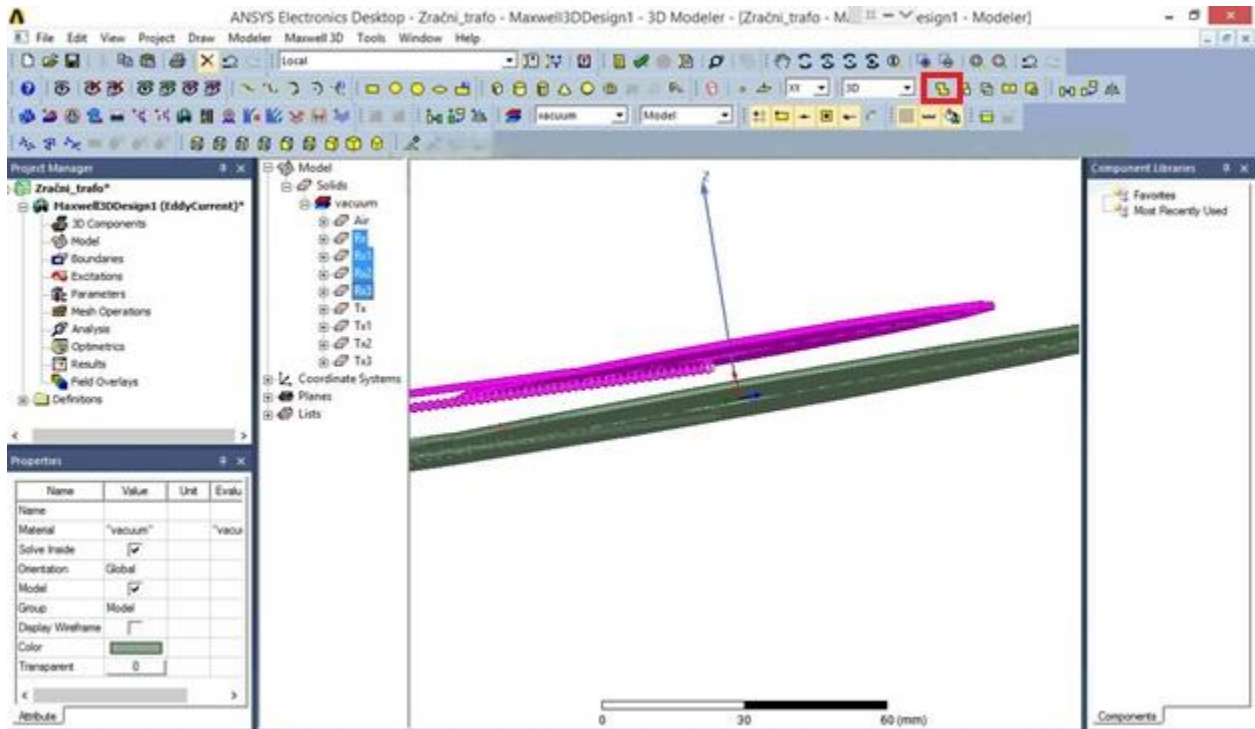 ANSYS Electronics Desktop - Zračni_trafo - Maxwell3DDesign1 - 3D Modeler - [Zračni_trafo - M esign1 - Modeler]
File Edit View Project Draw Modeler Maxwell 3D Tools Window Help
local
XY 3D
vacuum Model
Project Manager
Zračni_trafo*
Maxwell3DDesign1 (EddyCurrent)*
3D Components
Model
Boundaries
Excitations
Parameters
Mesh Operations
Analysis
Optimetrics
Results
Field Overlays
Definitions
Properties
Name Value Unit Evalu
Name
Material "vacuum" "vacu
Solve Inside
Orientation Global
Model
Group Model
Display Wireframe
Color
Transparent 0
Attribute
Model
Solids
vacuum
Air
Rx
Rx1
Rx2
Rx3
Tx
Tx1
Tx2
Tx3
Coordinate Systems
Planes
Lists
Z
0 30 60 (mm)
Component Libraries
Favorites
Most Recently Used
Components